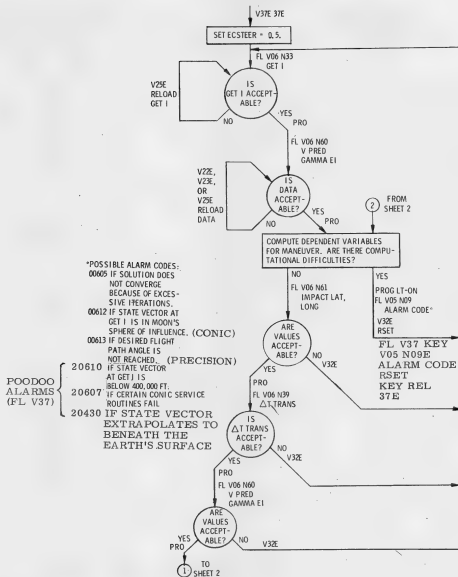 V37E 37E
SET ECSTEER = 0.5.
FL V06 N33
GET I
V25E
RELOAD
GET I
IS
GET I ACCEPT-
ABLE?
NO
YES
PRO
FL V06 N60
V PRED
GAMMA EI
V22E,
V23E,
OR
V25E
RELOAD
DATA
IS
DATA
ACCEPT-
ABLE?
NO
YES
PRO
2
FROM
SHEET 2
COMPUTE DEPENDENT VARIABLES
FOR MANEUVER. ARE THERE COMPU-
TATIONAL DIFFICULTIES?
NO
YES
FL V06 N61
IMPACT LAT,
LONG
PROG LT-ON
FL V05 N09
ALARM CODE*
V32E
RSET
FL V37 KEY
V05 N09E
ALARM CODE
RSET
KEY REL
37E
*POSSIBLE ALARM CODES:
00605 IF SOLUTION DOES
NOT CONVERGE
BECAUSE OF EXCES-
SIVE ITERATIONS.
00612 IF STATE VECTOR AT
GET I IS IN MOON'S
SPHERE OF INFLUENCE. (CONIC)
00613 IF DESIRED FLIGHT
PATH ANGLE IS
NOT REACHED. (PRECISION)
POODOO
ALARMS
(FL V37)
20610 IF STATE
VECTOR
AT GET I IS
BELOW 400,000 FT.
20607 IF CERTAIN CONIC SERVICE
ROUTINES FAIL
20430 IF STATE VECTOR
EXTRAPOLATES TO
BENEATH THE
EARTH'S SURFACE
ARE
VALUES
ACCEPT-
ABLE?
YES
NO
V32E
PRO
FL V06 N39
△T TRANS
IS
△T TRANS
ACCEPT-
ABLE?
YES
NO
V32E
PRO
FL V06 N60
V PRED
GAMMA EI
ARE
VALUES
ACCEPT-
ABLE?
YES
PRO
NO
V32E
1
TO
SHEET 2